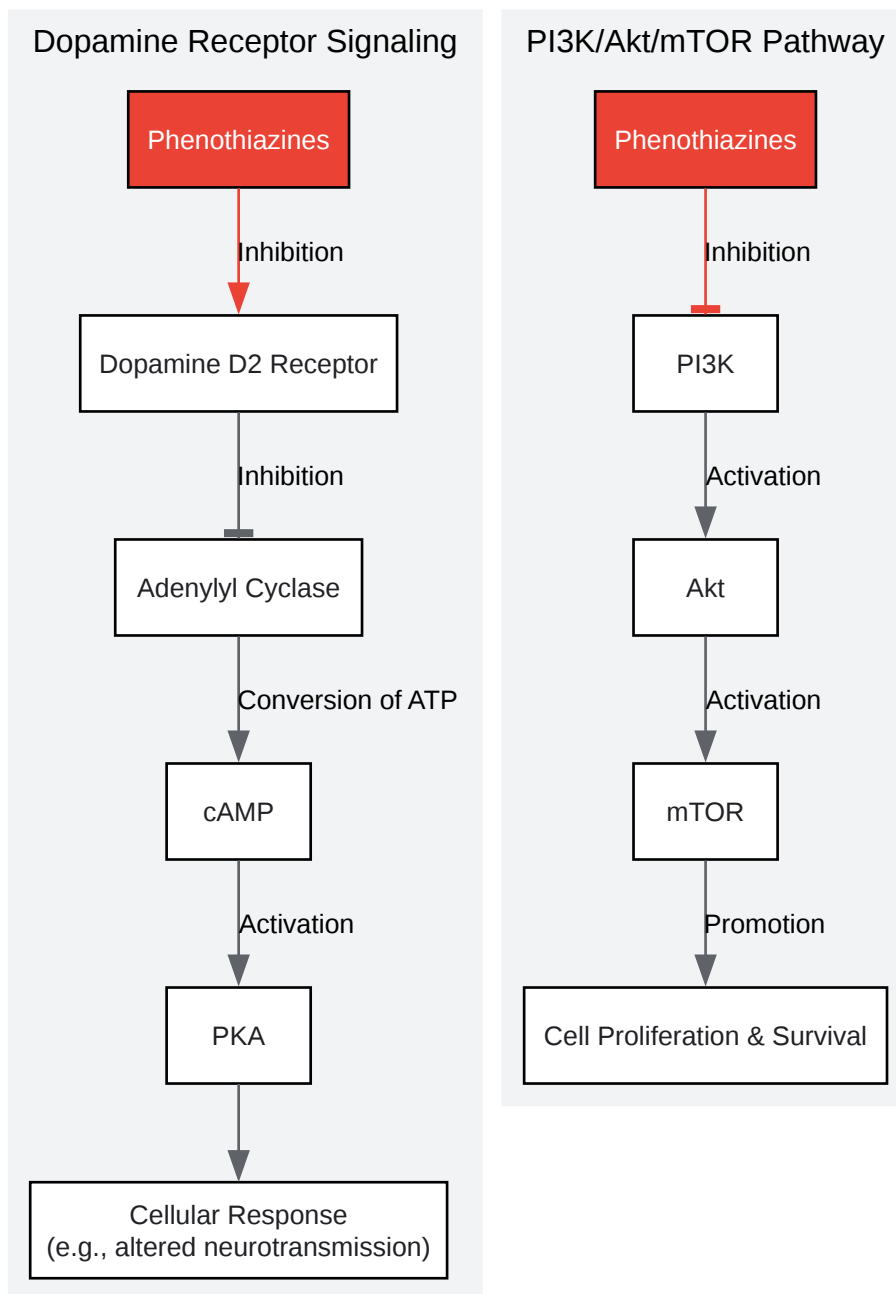 Dopamine Receptor Signaling
Phenothiazines
Inhibition
Dopamine D2 Receptor
Inhibition
Adenylyl Cyclase
Conversion of ATP
cAMP
Activation
PKA
Cellular Response
(e.g., altered neurotransmission)
PI3K/Akt/mTOR Pathway
Phenothiazines
Inhibition
PI3K
Activation
Akt
Activation
mTOR
Promotion
Cell Proliferation & Survival